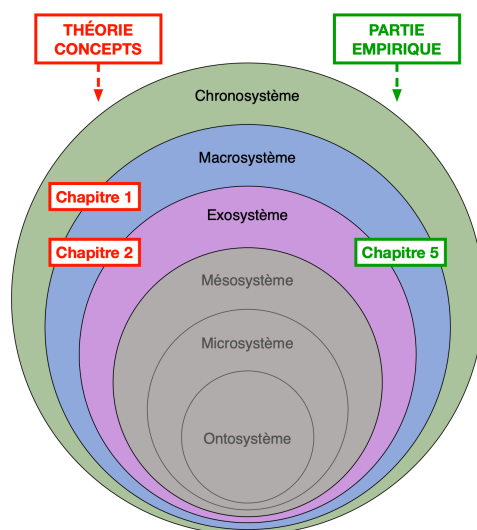 THÉORIE
CONCEPTS
PARTIE
EMPIRIQUE
Chronosystème
Macrosystème
Chapitre 1
Exosystème
Chapitre 2
Chapitre 5
Mésosystème
Microsystème
Ontosystème